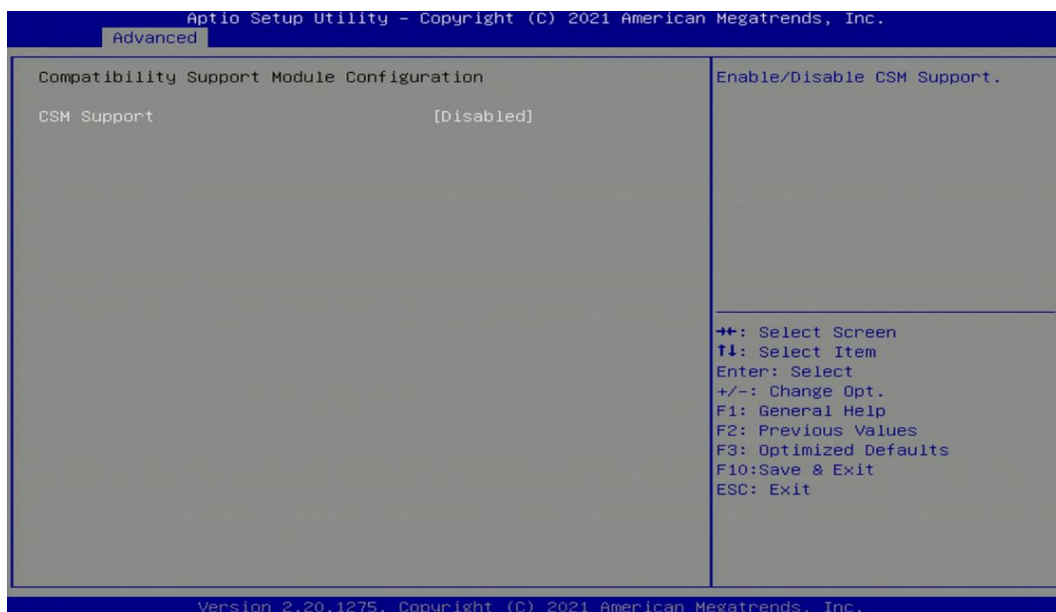 Aptio Setup Utility – Copyright (C) 2021 American Megatrends, Inc.
Advanced
Compatibility Support Module Configuration
CSM Support [Disabled]
Enable/Disable CSM Support.
→←: Select Screen
↑↓: Select Item
Enter: Select
+/-: Change Opt.
F1: General Help
F2: Previous Values
F3: Optimized Defaults
F10:Save & Exit
ESC: Exit
Version 2.20.1275. Copyright (C) 2021 American Megatrends, Inc.